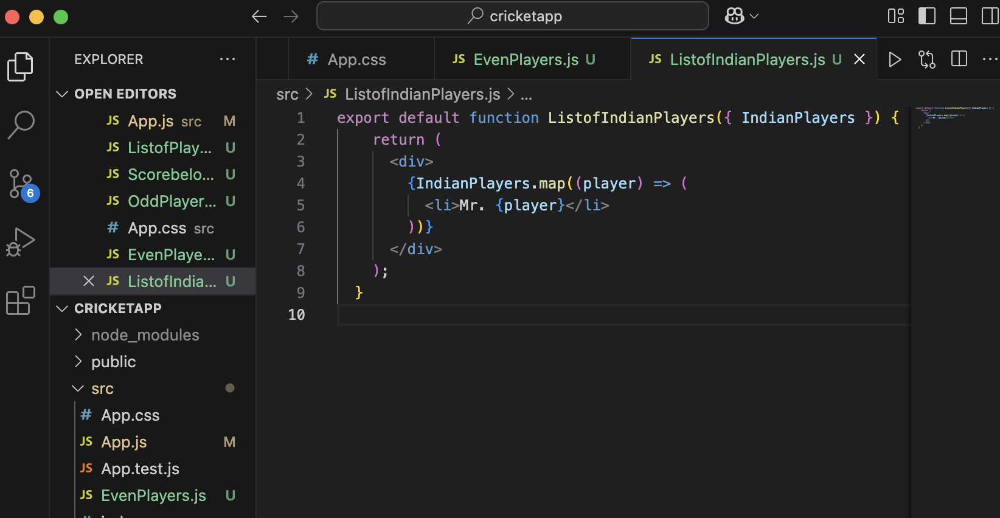 cricketapp
EXPLORER ...
# App.css
JS EvenPlayers.js U
JS ListofIndianPlayers.js U
...
OPEN EDITORS
JS App.js src M
JS ListofPlay... U
JS Scorebelo... U
JS OddPlayer... U
# App.css src
JS EvenPlaye... U
JS ListofIndia... U
6
CRICKETAPP
node_modules
public
src
# App.css
JS App.js M
JS App.test.js
JS EvenPlayers.js U
src > JS ListofIndianPlayers.js > ...
1 export default function ListofIndianPlayers({ IndianPlayers }) {
2 return (
3 <div>
4 {IndianPlayers.map((player) => (
5 <li>Mr. {player}</li>
6 ))}
7 </div>
8 );
9 }
10